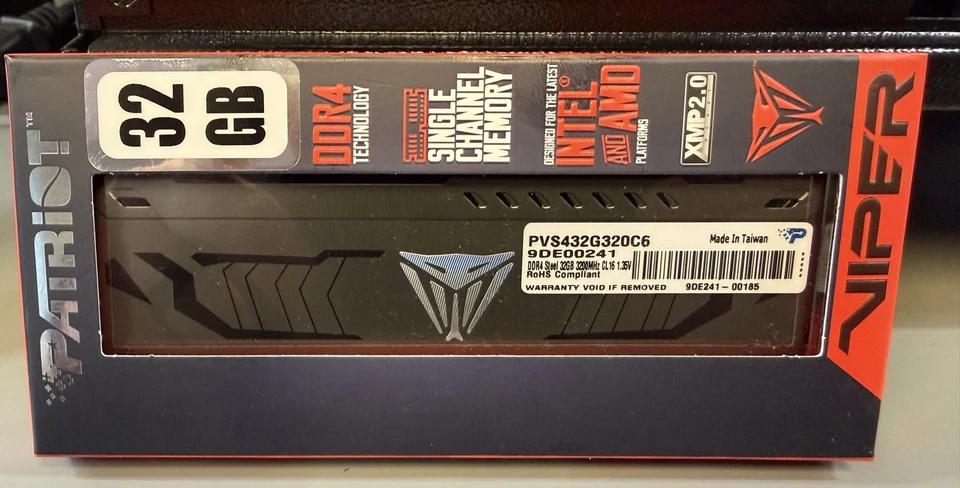 PATRIOT™
32
GB
DDR4
TECHNOLOGY
SINGLE
CHANNEL
MEMORY
DESIGNED FOR THE LATEST
INTEL®
AND AMD
PLATFORMS
XMP2.0
VIPER
PVS432G320C6
Made In Taiwan
9DE00241
DDR4 Steel 32GB 3200MHz CL16 1.35V
RoHS Compliant
WARRANTY VOID IF REMOVED 9DE241-00185